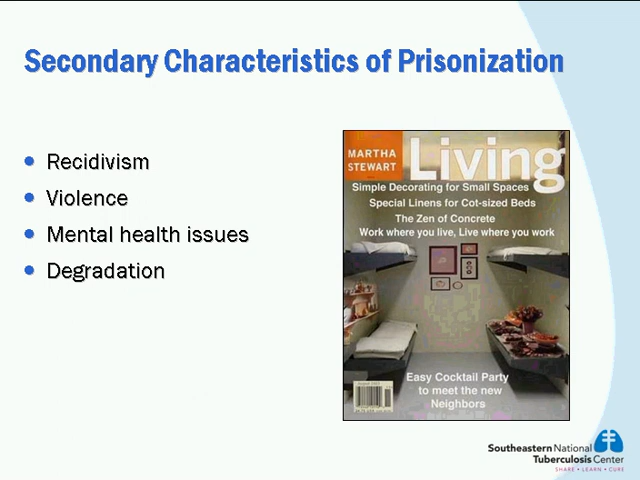 Secondary Characteristics of Prisonization
Recidivism
Violence
Mental health issues
Degradation
MARTHA
STEWART
Living
Simple Decorating for Small Spaces
Special Linens for Cot-sized Beds
The Zen of Concrete
Work where you live, Live where you work
Easy Cocktail Party
to meet the new
Neighbors
Southeastern National
Tuberculosis Center
SHARE • LEARN • CURE